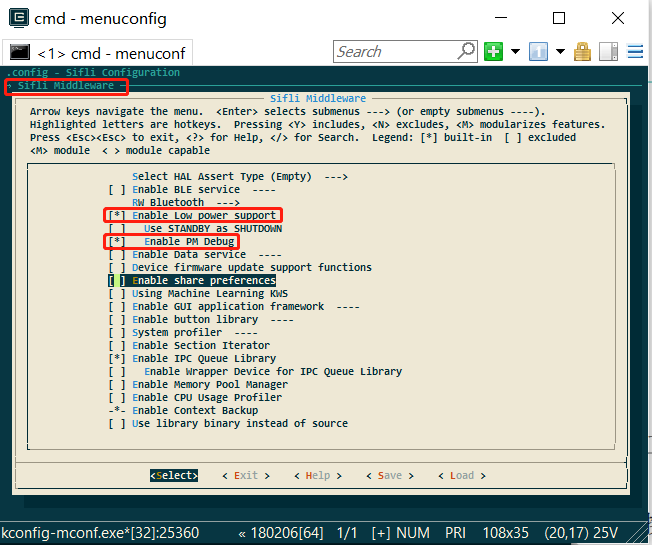 cmd - menuconfig
<1> cmd - menuconf
Search
.config - Sifli Configuration
› Sifli Middleware
Sifli Middleware
Arrow keys navigate the menu.  <Enter> selects submenus ---> (or empty submenus ----).
Highlighted letters are hotkeys.  Pressing <Y> includes, <N> excludes, <M> modularizes features.
Press <Esc><Esc> to exit, <?> for Help, </> for Search.  Legend: [*] built-in  [ ] excluded
<M> module  < > module capable
Select HAL Assert Type (Empty)  --->
[ ] Enable BLE service  ----
RW Bluetooth  --->
[*] Enable Low power support
[ ]   Use STANDBY as SHUTDOWN
[*]   Enable PM Debug
[ ] Enable Data service  ----
[ ] Device firmware update support functions
[ ] Enable share preferences
[ ] Using Machine Learning KWS
[ ] Enable GUI application framework  ----
[ ] Enable button library  ----
[ ] System profiler  ----
[ ] Enable Section Iterator
[*] Enable IPC Queue Library
[ ]   Enable Wrapper Device for IPC Queue Library
[ ] Enable Memory Pool Manager
[ ] Enable CPU Usage Profiler
-*- Enable Context Backup
[ ] Use library binary instead of source
<Select>    < Exit >    < Help >    < Save >    < Load >
kconfig-mconf.exe*[32]:25360    « 180206[64]  1/1  [+] NUM  PRI  108x35  (20,17) 25V